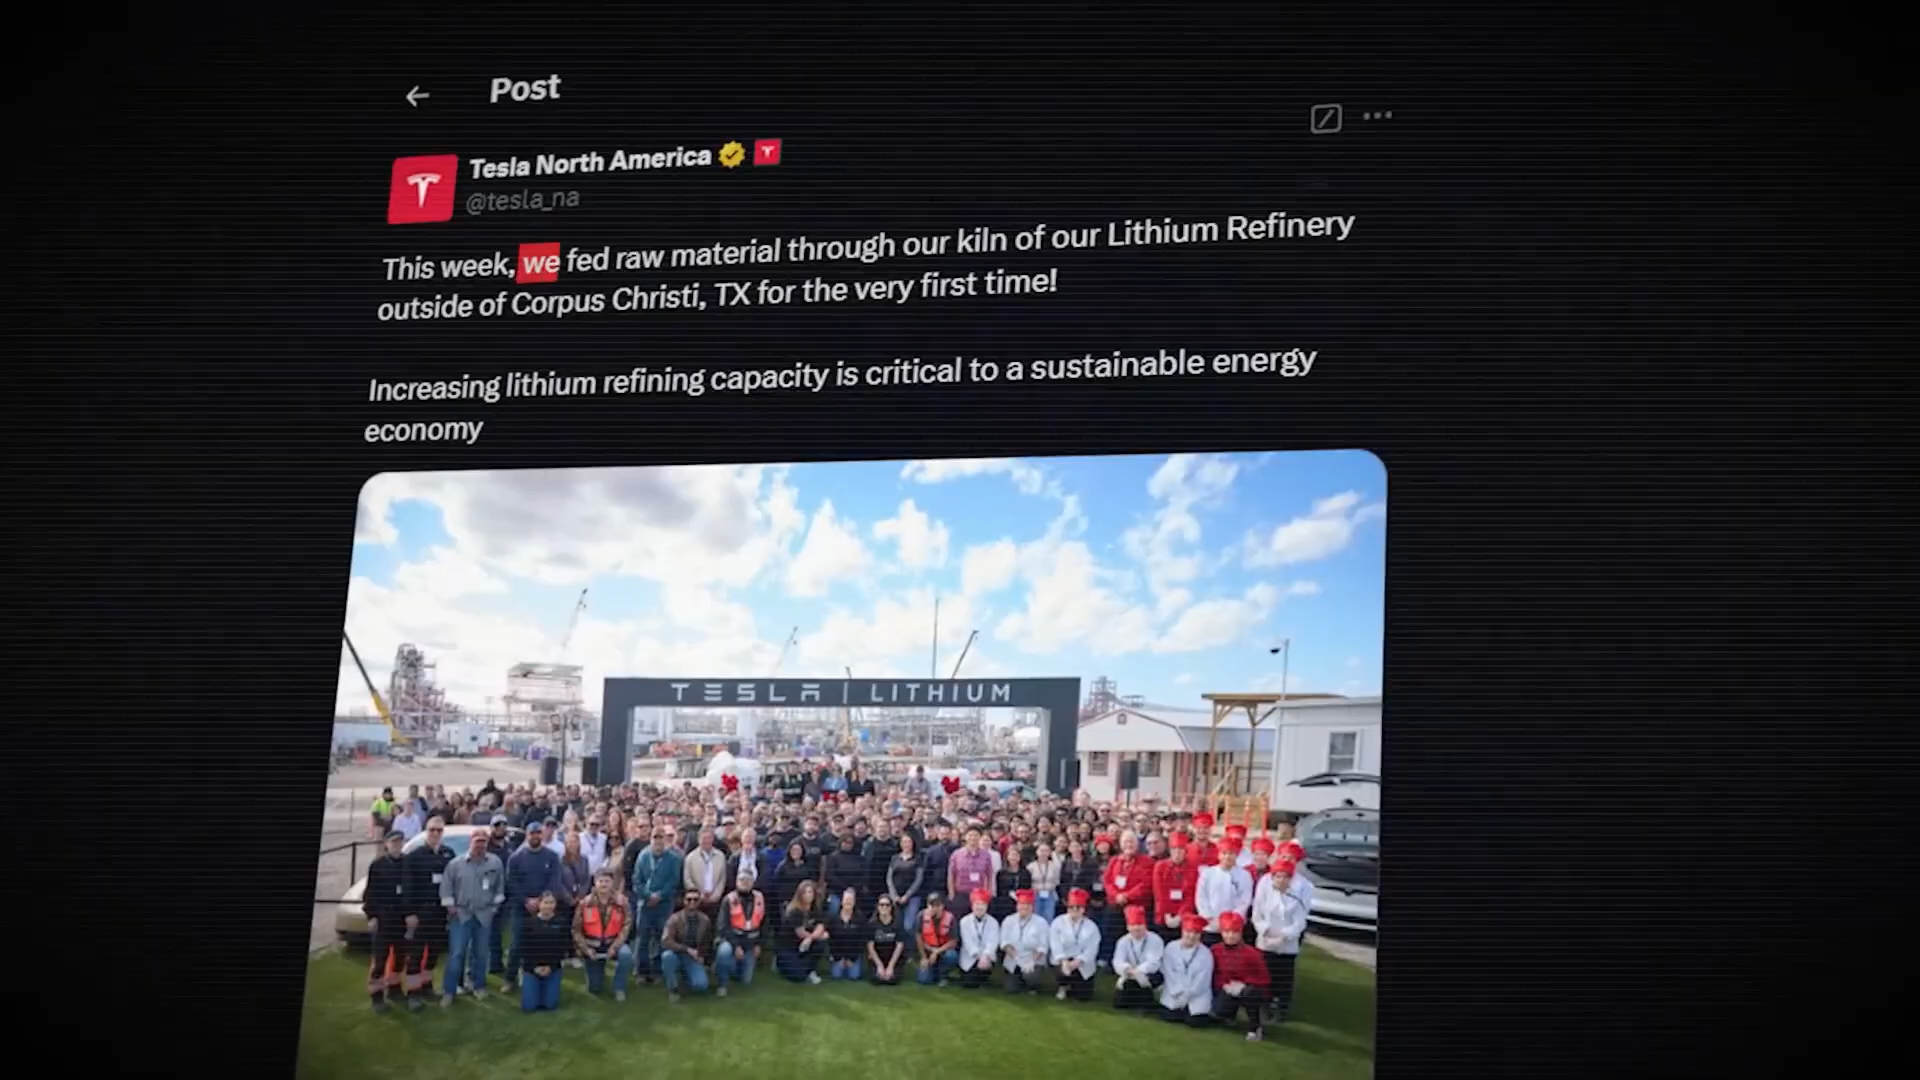 Post
Tesla North America
@tesla_na
This week, we fed raw material through our kiln of our Lithium Refinery
outside of Corpus Christi, TX for the very first time!
Increasing lithium refining capacity is critical to a sustainable energy
economy
TESLA | LITHIUM